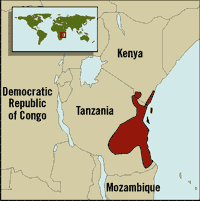 Kenya
Democratic
Republic
of Congo
Tanzania
Mozambique